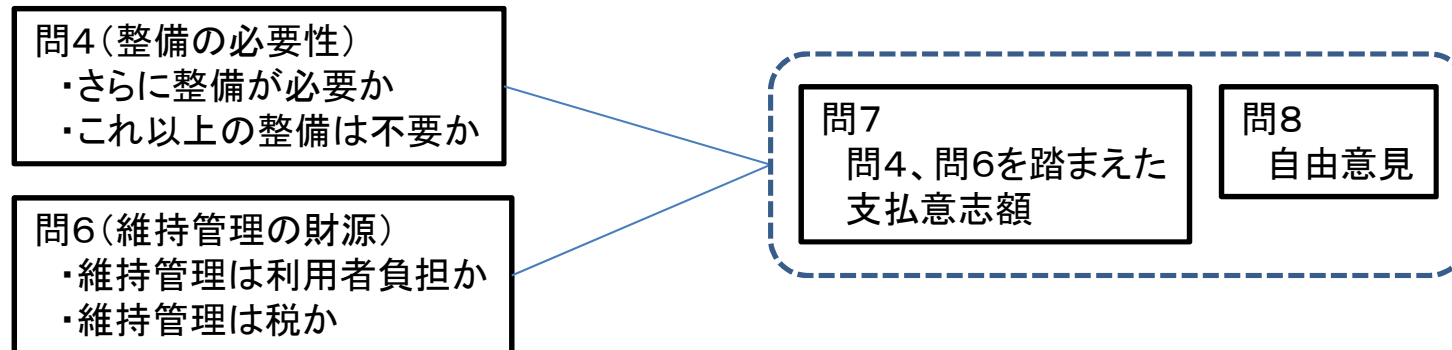 問4(整備の必要性)
・さらに整備が必要か
・これ以上の整備は不要か
問6(維持管理の財源)
・維持管理は利用者負担か
・維持管理は税か
問7
問4、問6を踏まえた
支払意志額
問8
自由意見